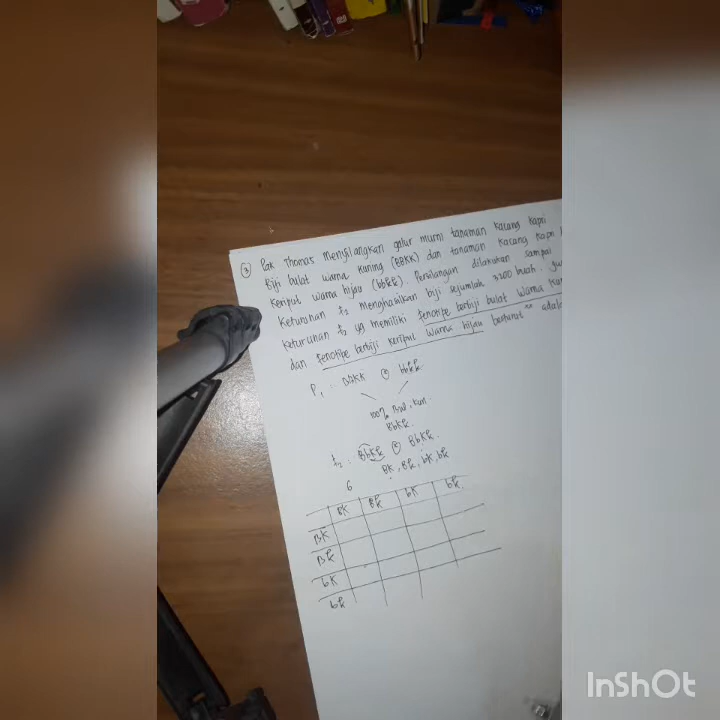 ③ Pak Thomas menyilangkan galur murni tanaman kacang kapri
Biji bulat warna kuning (BBKK) dan tanaman kacang kapri
keriput warna hijau (bbkk). Persilangan dilakukan sampai
keturunan f2 menghasilkan biji sejumlah 3200 buah.
keturunan f2 yg memiliki fenotipe berbiji bulat warna
dan fenotipe berbiji keriput warna hijau berturut"
P1 : BBKK × bbkk
100% Bul, Kun.
BbKk.
f2 : BbKk × BbKk.
G BK, Bk, bK, bk
BK Bk bK bk
BK
Bk
bK
bk
InShOt